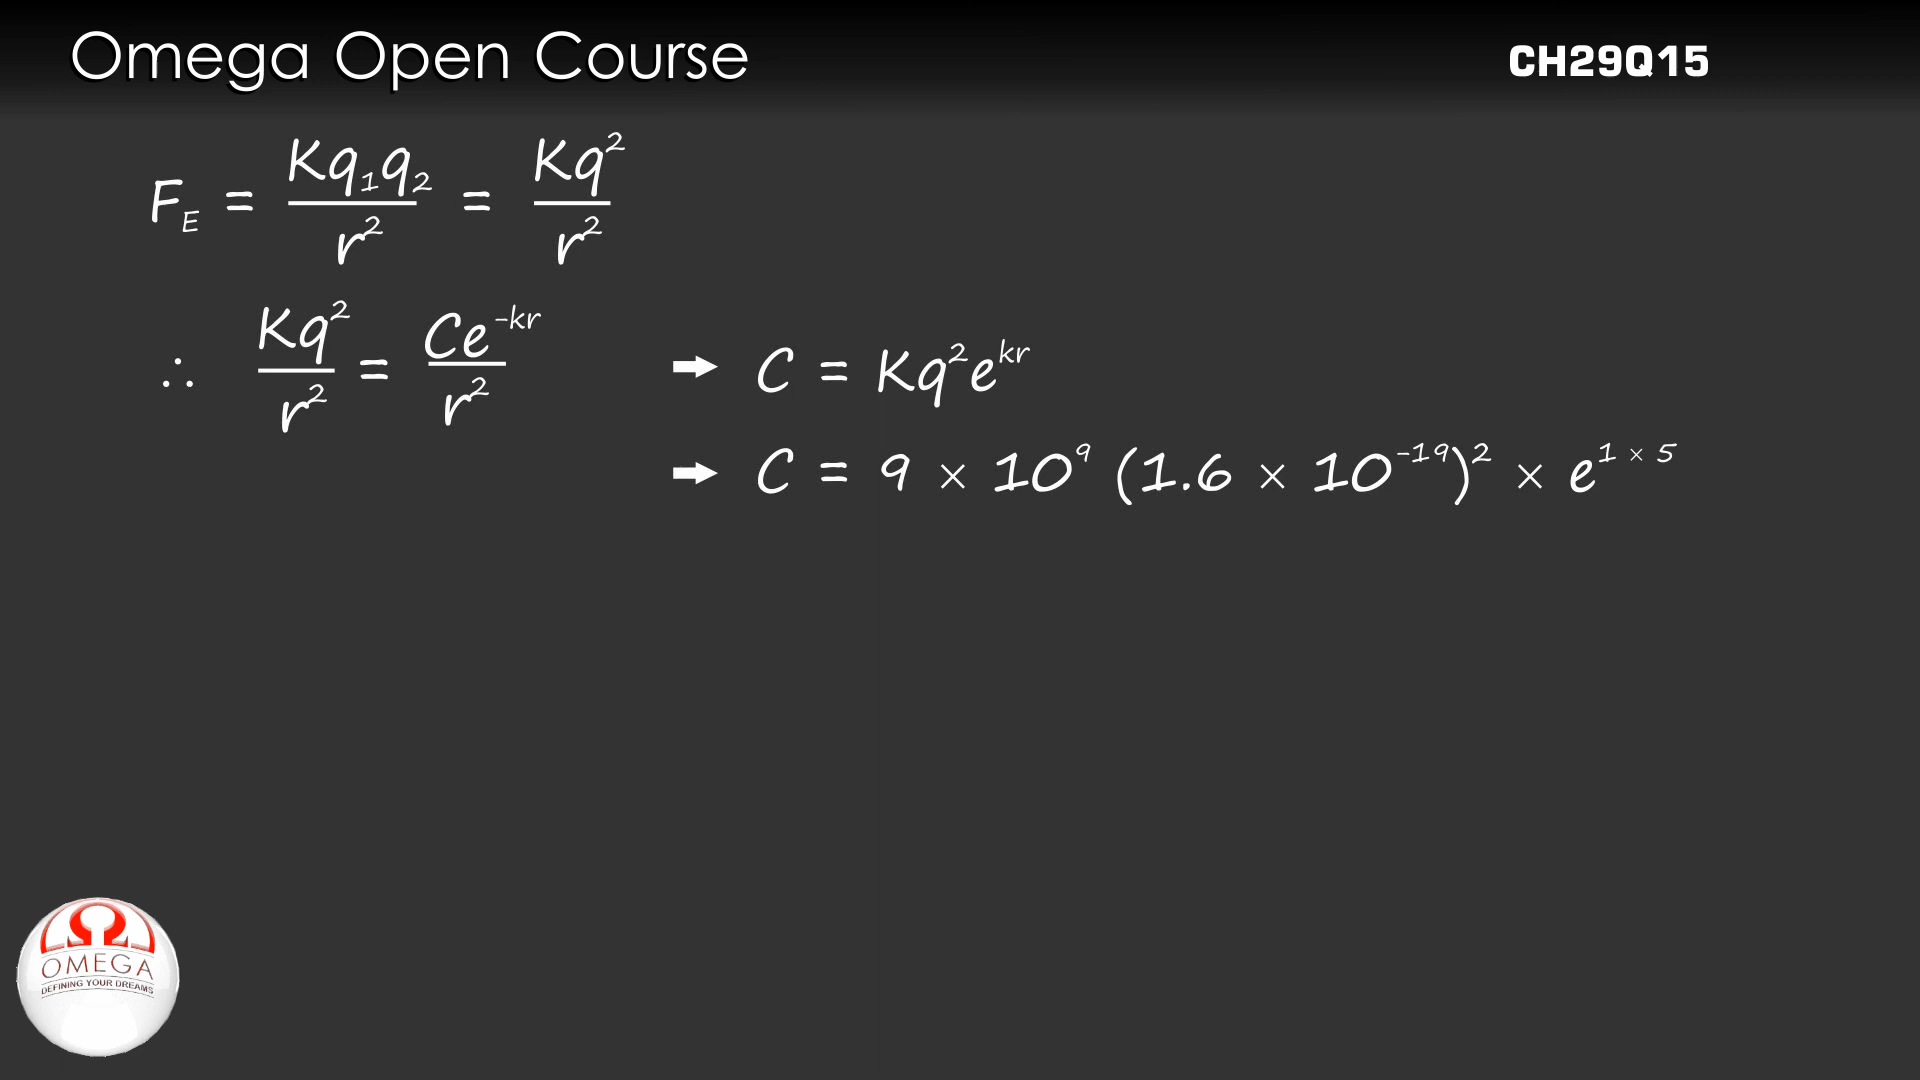 Omega Open Course
CH29Q15
F_E = Kq₁q₂/r² = Kq²/r²
∴ Kq²/r² = Ce^(-kr)/r² ➡ C = Kq²e^(kr)
➡ C = 9 × 10⁹ (1.6 × 10⁻¹⁹)² × e^(1 × 5)
OMEGA
DEFINING YOUR DREAMS